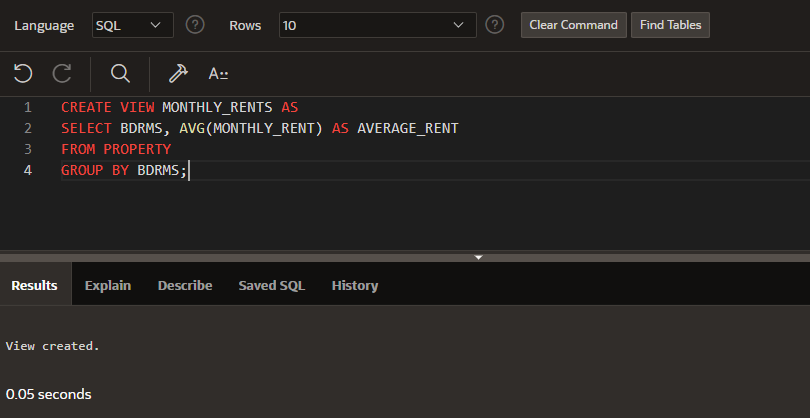 Language SQL Rows 10 Clear Command Find Tables
A
1 CREATE VIEW MONTHLY_RENTS AS
2 SELECT BDRMS, AVG(MONTHLY_RENT) AS AVERAGE_RENT
3 FROM PROPERTY
4 GROUP BY BDRMS;
Results Explain Describe Saved SQL History
View created.
0.05 seconds